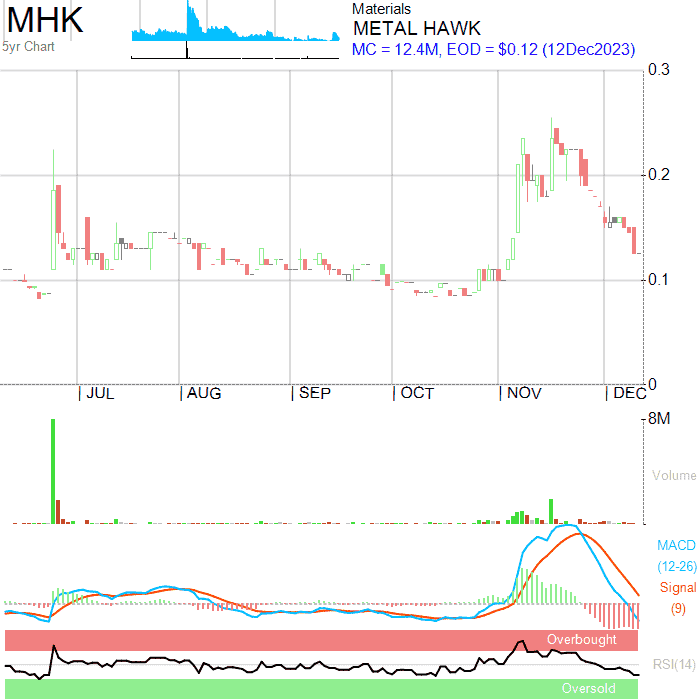 MHK
5yr Chart
Materials
METAL HAWK
MC = 12.4M, EOD = $0.12 (12Dec2023)
0.3
0.2
0.1
0
JUL AUG SEP OCT NOV DEC
8M
Volume
MACD
(12-26)
Signal
(9)
Overbought
RSI(14)
Oversold